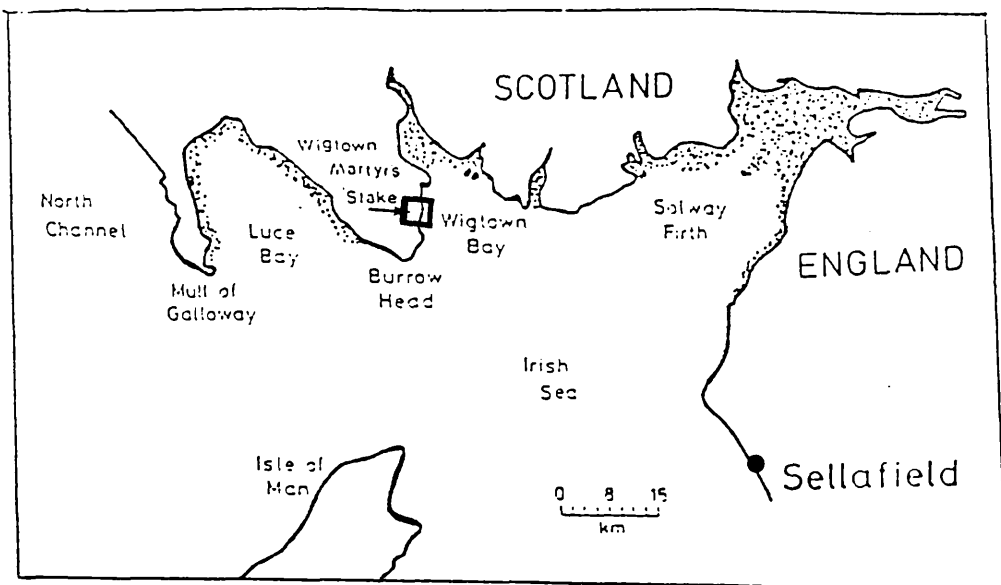 SCOTLAND
Wigtown
Martyrs
Stake
North
Channel
Luce
Bay
Wigtown
Bay
Solway
Firth
ENGLAND
Mull of
Galloway
Burrow
Head
Irish
Sea
Isle of
Man
Sellafield
0 8 16
km